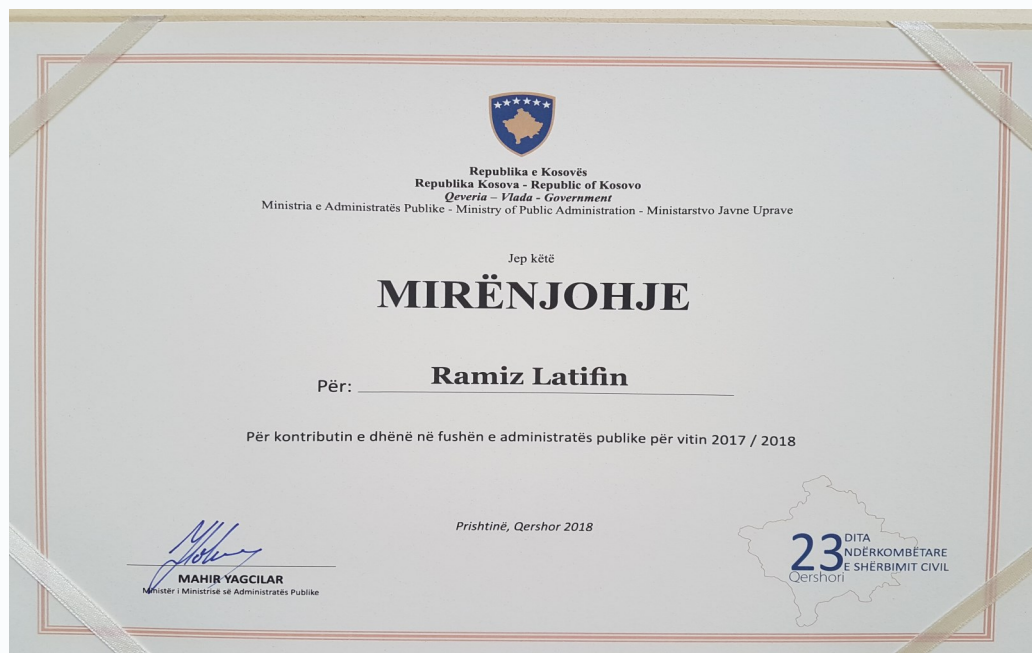 Republika e Kosovës
Republika Kosova - Republic of Kosovo
Qeveria – Vlada - Government
Ministria e Administratës Publike - Ministry of Public Administration - Ministarstvo Javne Uprave
Jep këtë
MIRËNJOHJE
Për: Ramiz Latifin
Për kontributin e dhënë në fushën e administratës publike për vitin 2017 / 2018
Prishtinë, Qershor 2018
MAHIR YAGCILAR
Ministër i Ministrisë së Administratës Publike
23 Qershori
DITA
NDËRKOMBËTARE
E SHËRBIMIT CIVIL